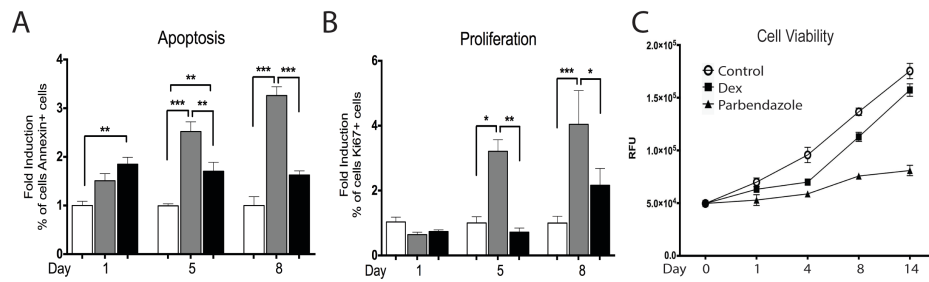 A
Apoptosis
Fold Induction
% of cells Annexin+ cells
4
3
2
1
0
**
***
**
**
***
***
Day
1
5
8
B
Proliferation
Fold Induction
% of cells Ki67+ cells
6
4
2
0
*
**
***
*
Day
1
5
8
C
Cell Viability
RFU
2.0×10⁵
1.5×10⁵
1.0×10⁵
5.0×10⁴
0.0
Control
Dex
Parbendazole
Day
0
1
4
8
14